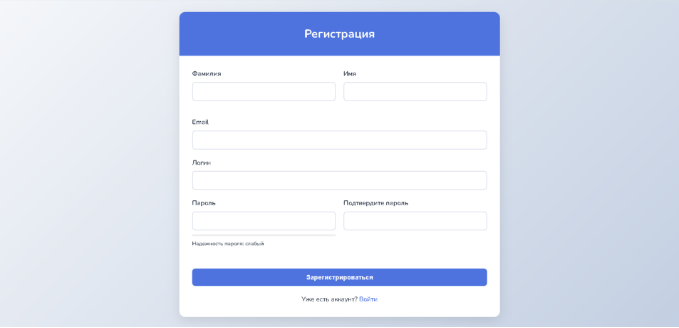 Регистрация
Фамилия Имя
Email
Логин
Пароль Подтвердите пароль
Надежность пароля: слабый
Зарегистрироваться
Уже есть аккаунт? Войти